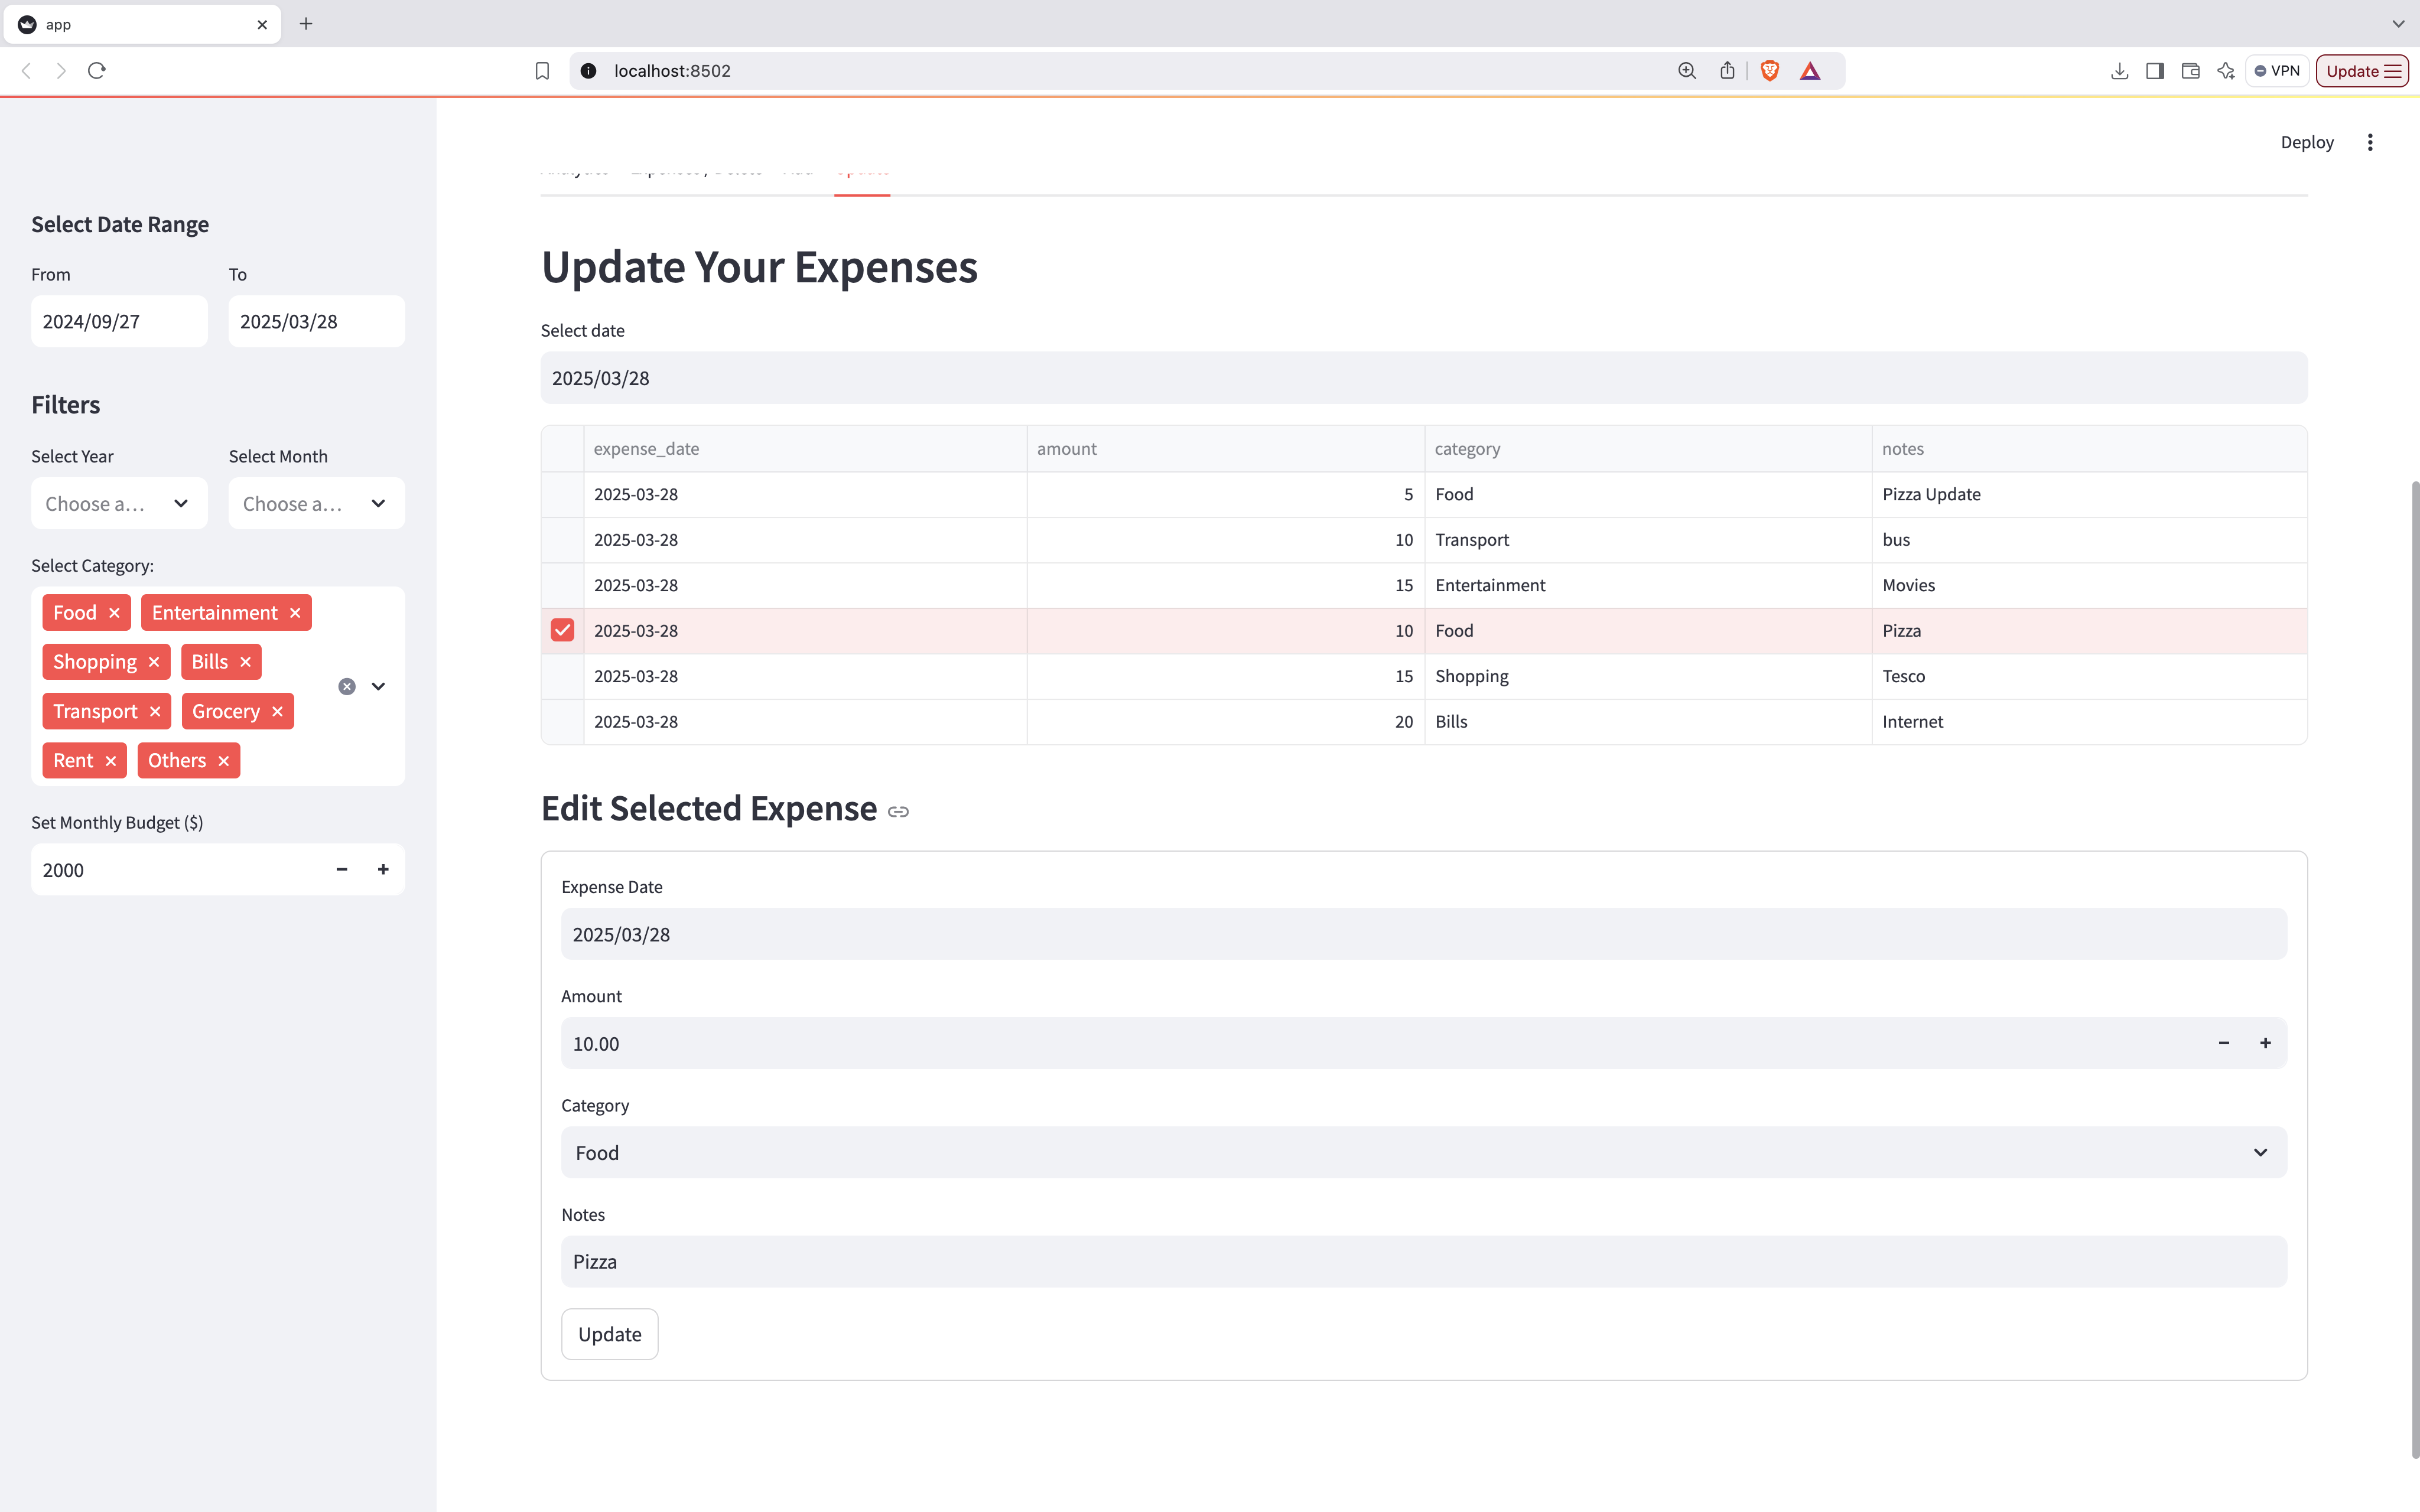 app
localhost:8502
VPN
Update
Deploy
Select Date Range
From To
2024/09/27 2025/03/28
Filters
Select Year Select Month
Choose a... Choose a...
Select Category:
Food Entertainment
Shopping Bills
Transport Grocery
Rent Others
Set Monthly Budget ($)
2000
Update Your Expenses
Select date
2025/03/28
expense_date amount category notes
2025-03-28 5 Food Pizza Update
2025-03-28 10 Transport bus
2025-03-28 15 Entertainment Movies
2025-03-28 10 Food Pizza
2025-03-28 15 Shopping Tesco
2025-03-28 20 Bills Internet
Edit Selected Expense
Expense Date
2025/03/28
Amount
10.00
Category
Food
Notes
Pizza
Update